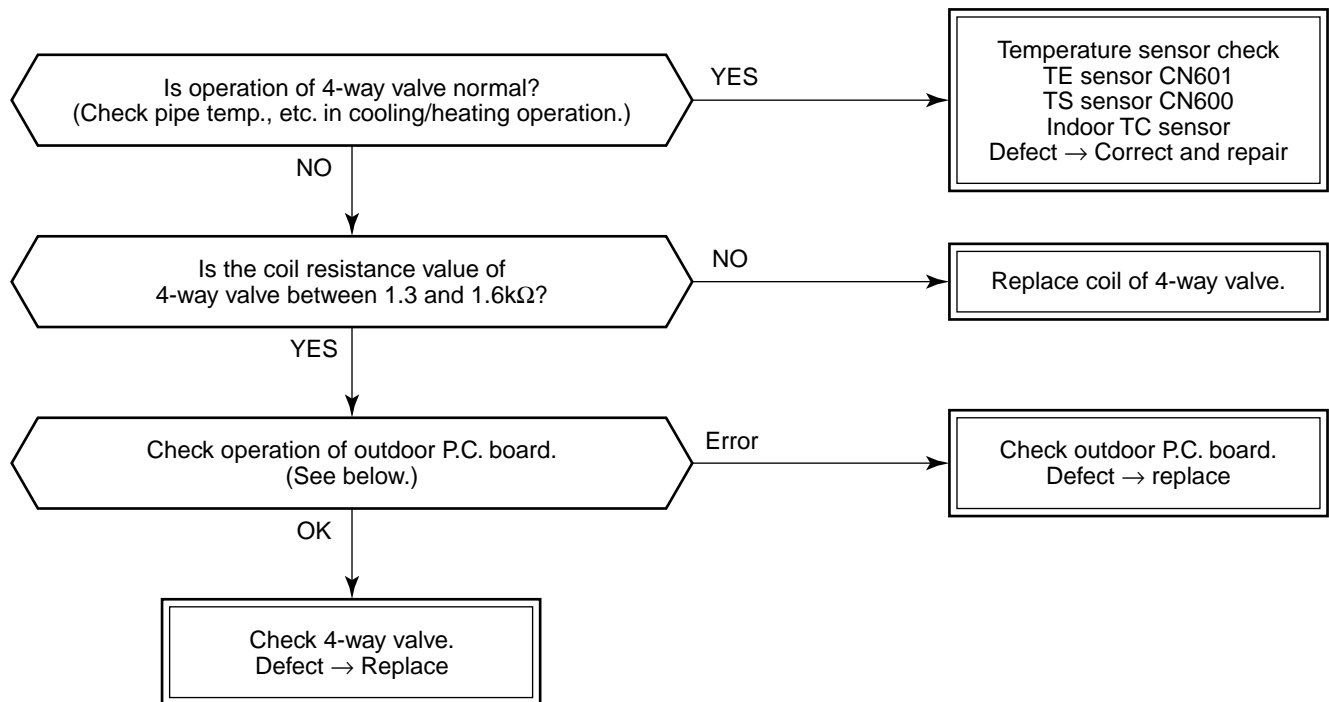 Is operation of 4-way valve normal?
(Check pipe temp., etc. in cooling/heating operation.)
YES
Temperature sensor check
TE sensor CN601
TS sensor CN600
Indoor TC sensor
Defect → Correct and repair
NO
Is the coil resistance value of
4-way valve between 1.3 and 1.6kΩ?
NO
Replace coil of 4-way valve.
YES
Check operation of outdoor P.C. board.
(See below.)
Error
Check outdoor P.C. board.
Defect → replace
OK
Check 4-way valve.
Defect → Replace